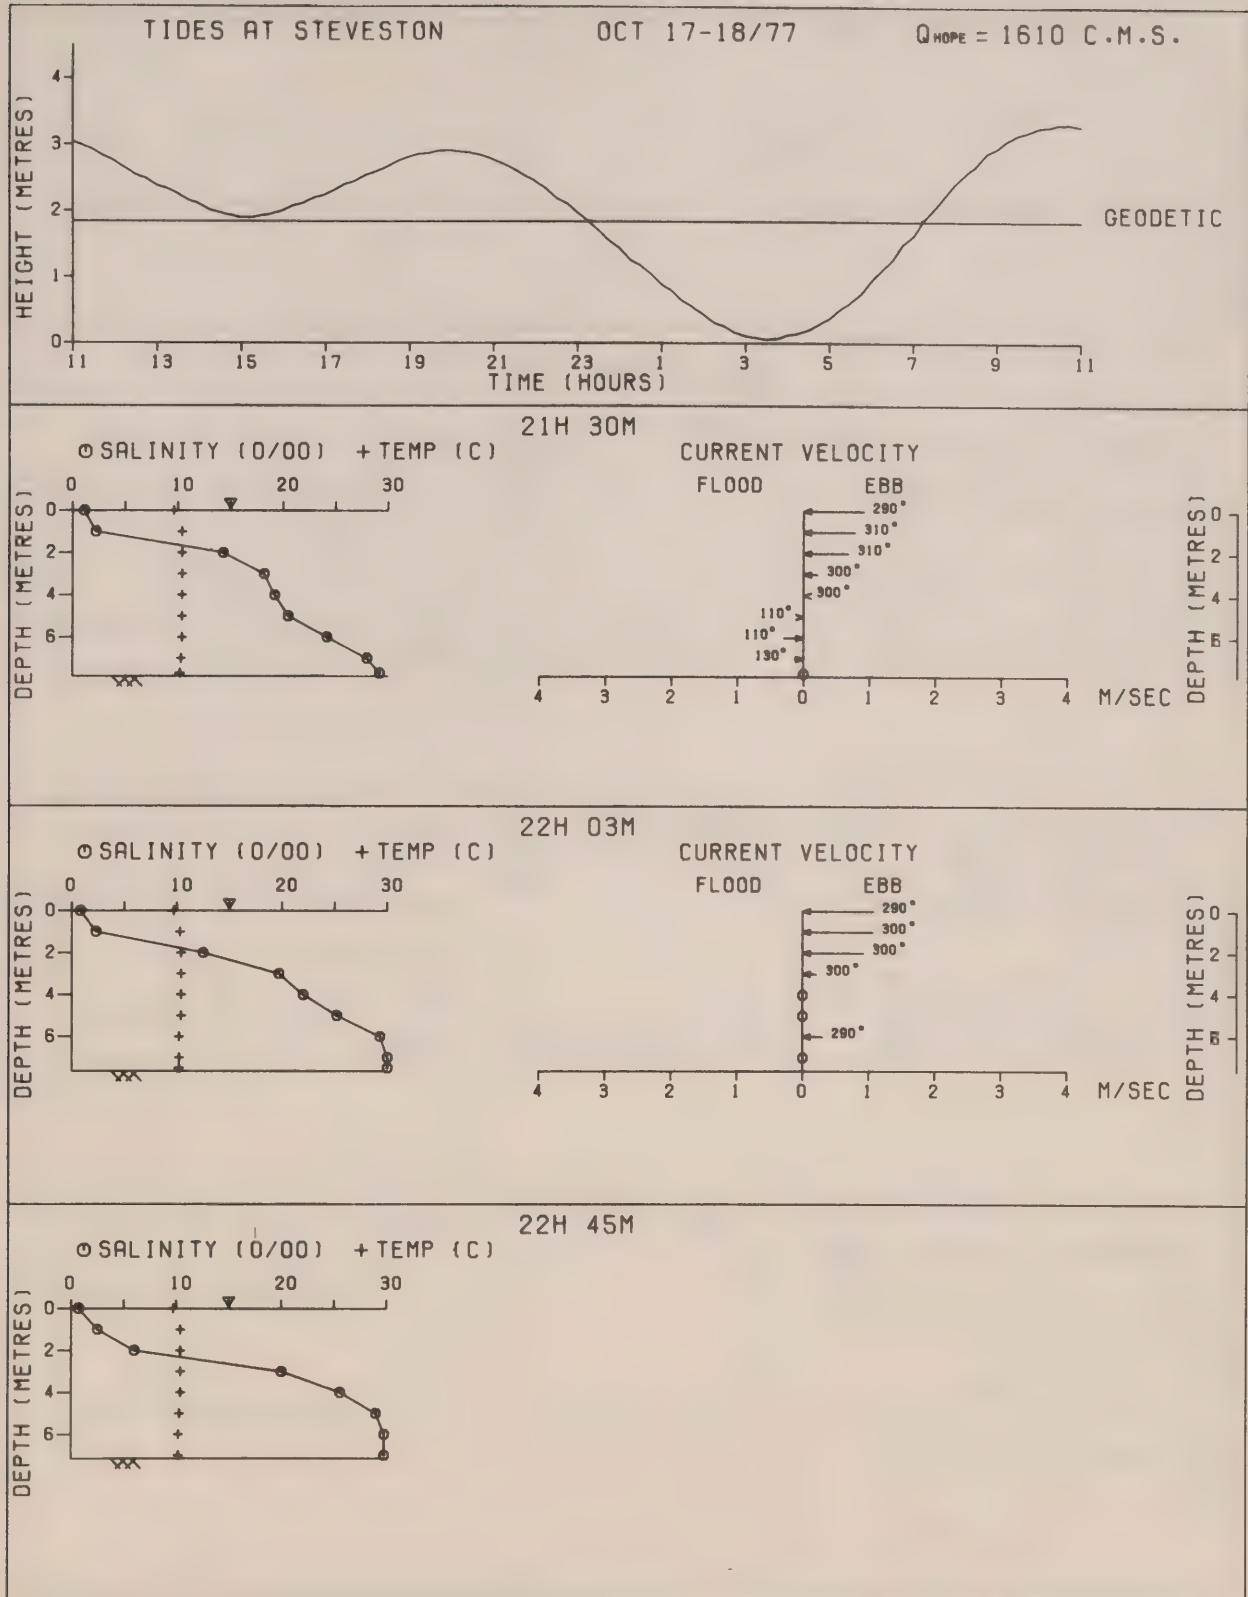 TIDES AT STEVESTON OCT 17-18/77 QHOPE = 1610 C.M.S.
HEIGHT (METRES)
4
3
2
1
0
GEODETIC
11 13 15 17 19 21 23 1 3 5 7 9 11
TIME (HOURS)
21H 30M
SALINITY (0/00) + TEMP (C)
0 10 20 30
DEPTH (METRES)
0
2
4
6
CURRENT VELOCITY
FLOOD EBB
290°
310°
310°
300°
300°
110°
110°
130°
4 3 2 1 0 1 2 3 4 M/SEC
DEPTH (METRES)
0
2
4
22H 03M
SALINITY (0/00) + TEMP (C)
0 10 20 30
DEPTH (METRES)
0
2
4
6
CURRENT VELOCITY
FLOOD EBB
290°
300°
300°
300°
290°
4 3 2 1 0 1 2 3 4 M/SEC
DEPTH (METRES)
0
2
4
22H 45M
SALINITY (0/00) + TEMP (C)
0 10 20 30
DEPTH (METRES)
0
2
4
6